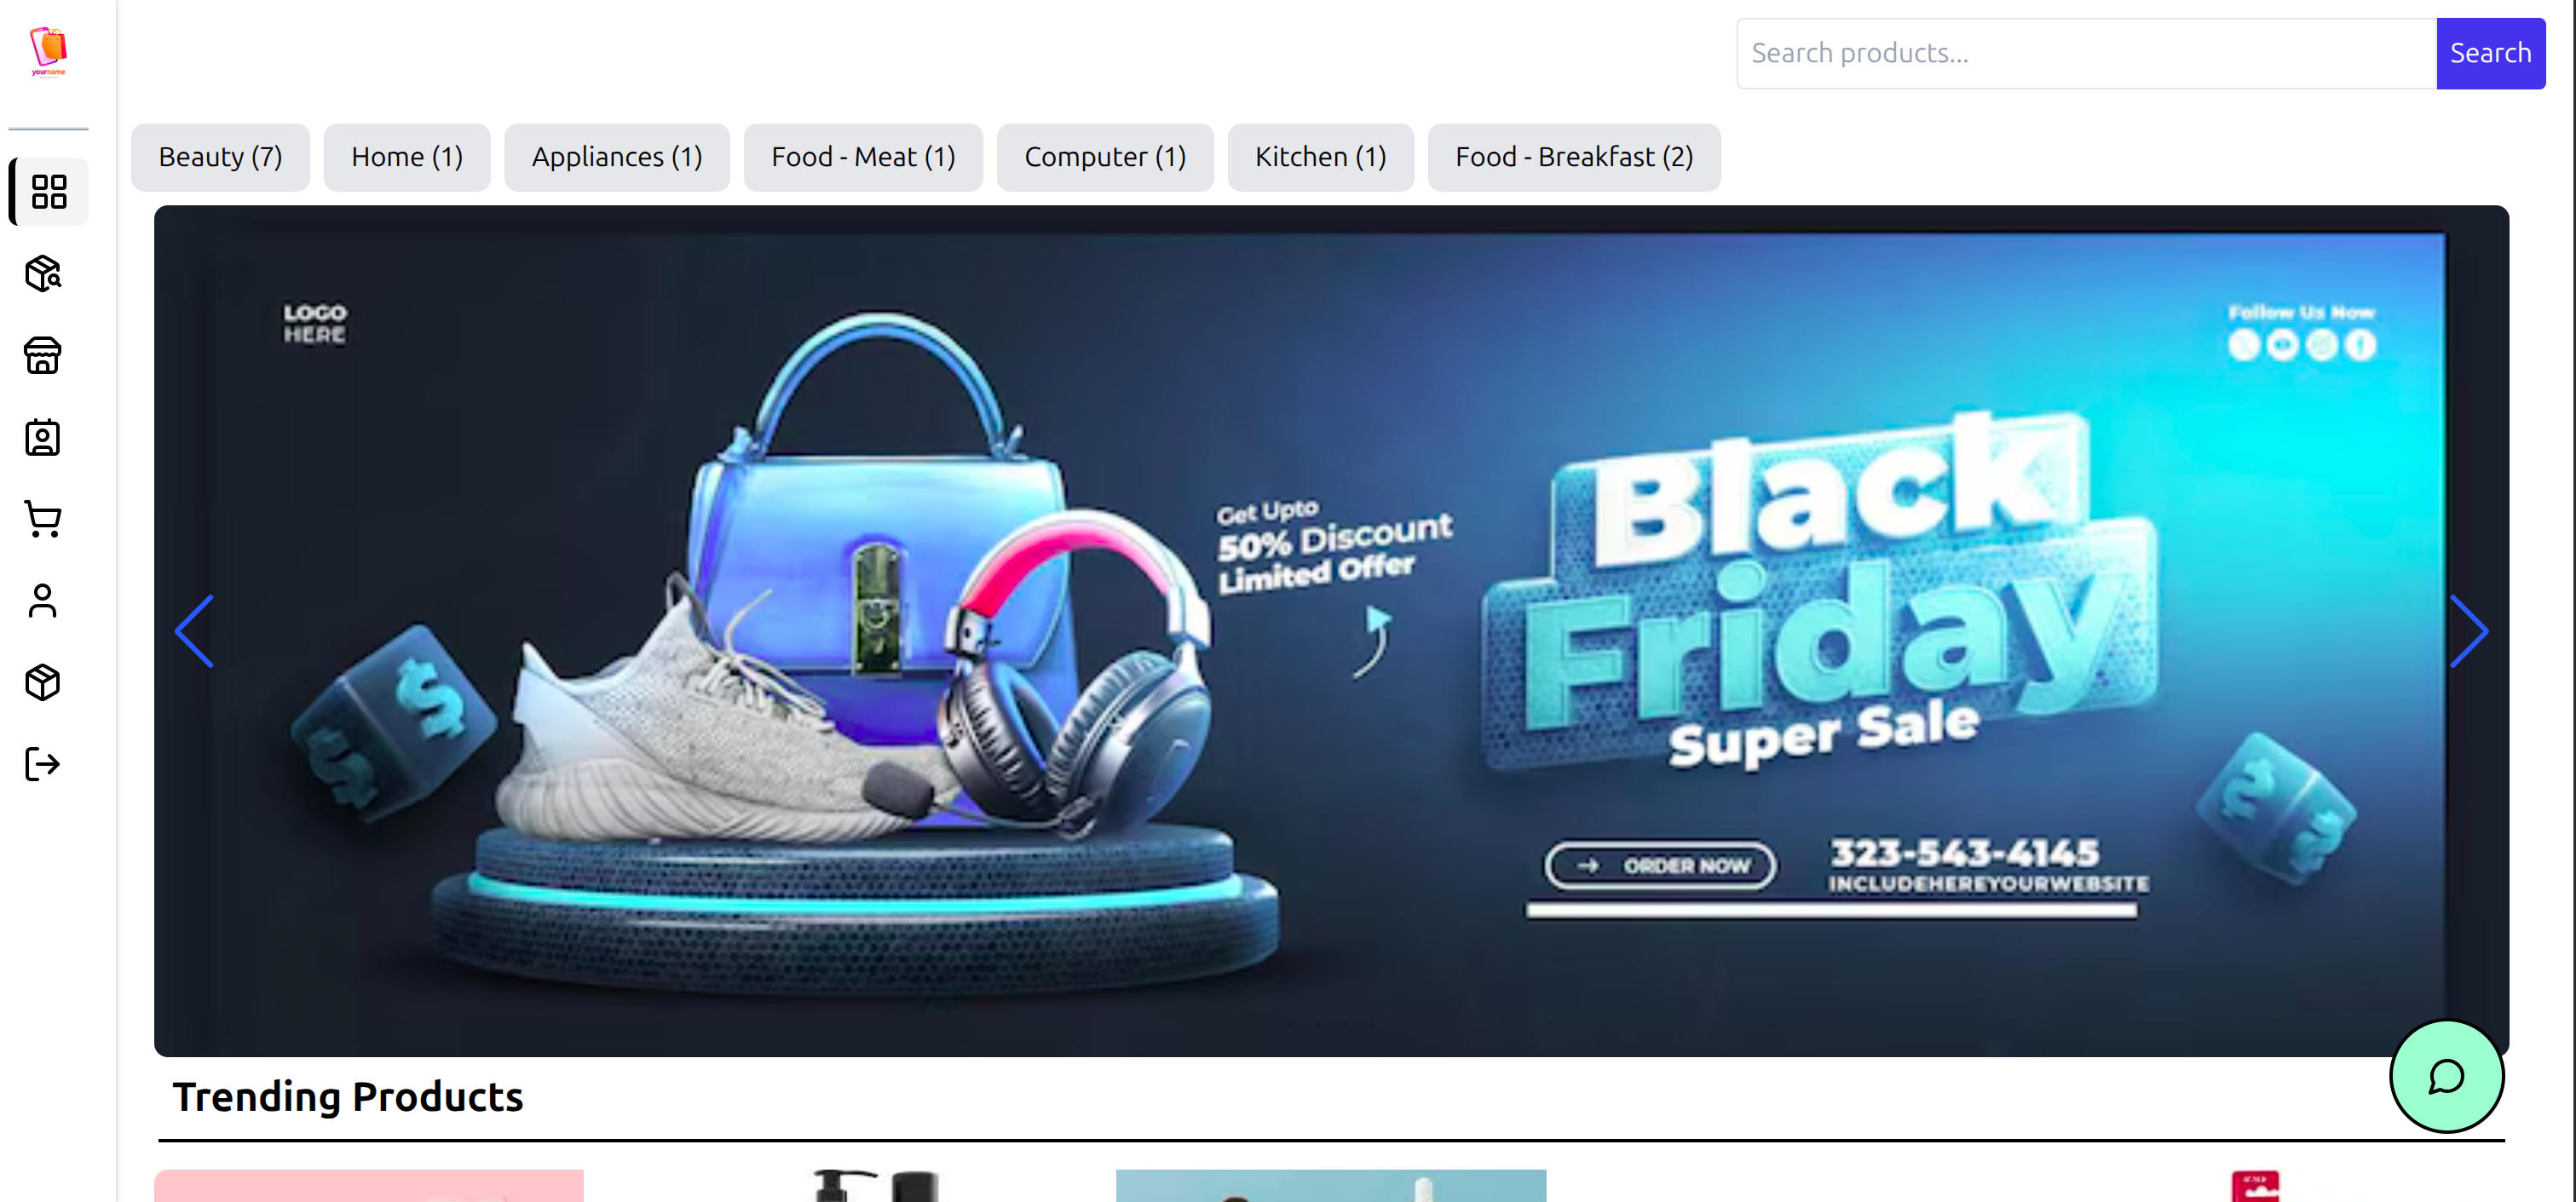 yourname
Search products...
Search
Beauty (7)
Home (1)
Appliances (1)
Food - Meat (1)
Computer (1)
Kitchen (1)
Food - Breakfast (2)
LOGO
HERE
Follow Us Now
Get Upto
50% Discount
Limited Offer
Black
Friday
Super Sale
$
$
$
$
ORDER NOW
323-543-4145
INCLUDEHEREYOURWEBSITE
Trending Products